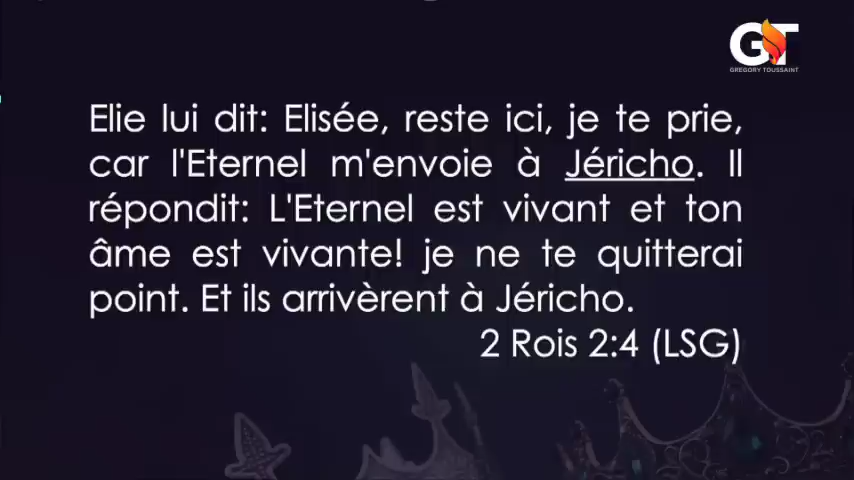 GT
GREGORY TOUSSAINT
Elie lui dit: Elisée, reste ici, je te prie,
car l'Eternel m'envoie à Jéricho. Il
répondit: L'Eternel est vivant et ton
âme est vivante! je ne te quitterai
point. Et ils arrivèrent à Jéricho.
2 Rois 2:4 (LSG)